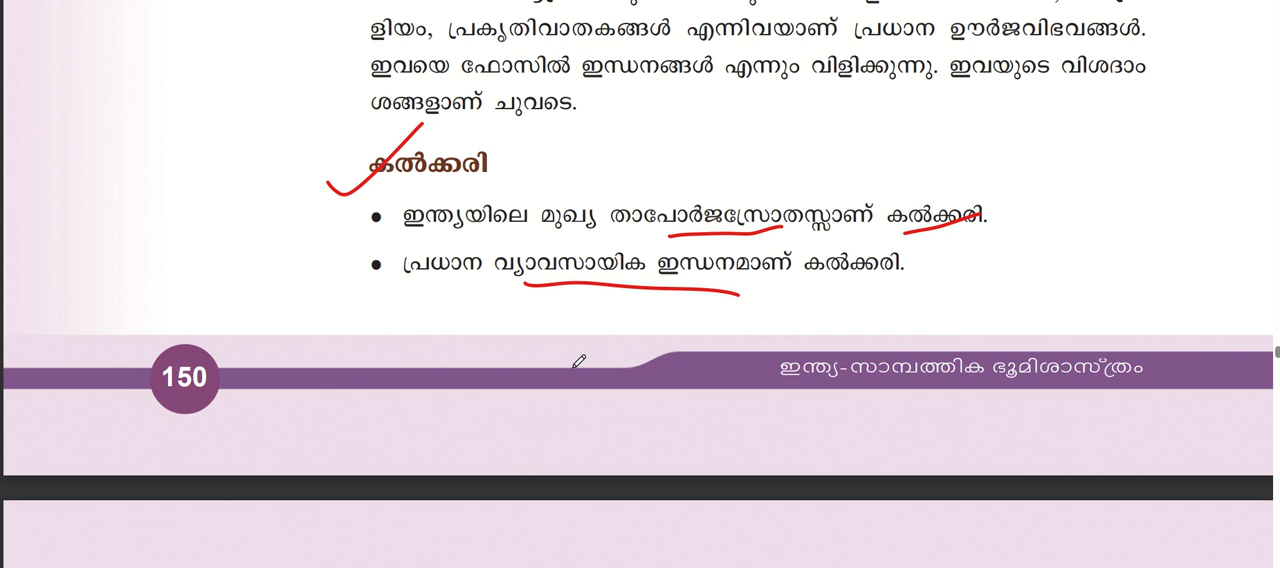 ളിയം, പ്രകൃതിവാതകങ്ങൾ എന്നിവയാണ് പ്രധാന ഊർജവിഭവങ്ങൾ.
ഇവയെ ഫോസിൽ ഇന്ധനങ്ങൾ എന്നും വിളിക്കുന്നു. ഇവയുടെ വിശദാം
ശങ്ങളാണ് ചുവടെ.
കൽക്കരി
• ഇന്ത്യയിലെ മുഖ്യ താപോർജസ്രോതസ്സാണ് കൽക്കരി.
• പ്രധാന വ്യാവസായിക ഇന്ധനമാണ് കൽക്കരി.
150
ഇന്ത്യ-സാമ്പത്തിക ഭൂമിശാസ്ത്രം